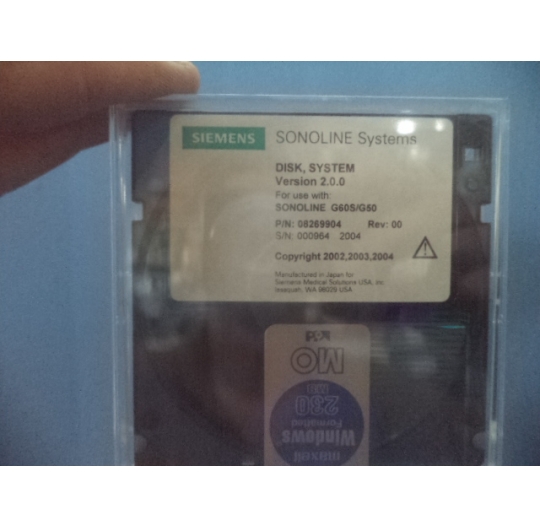 SIEMENS SONOLINE Systems
DISK, SYSTEM
Version 2.0.0
For use with:
SONOLINE G60S/G50
P/N: 08269904 Rev: 00
S/N: 000964 2004
Copyright 2002,2003,2004
Manufactured in Japan for
Siemens Medical Solutions USA, Inc.
Issaquah, WA 98029 USA
MO
230
Formatted
Windows
maxell